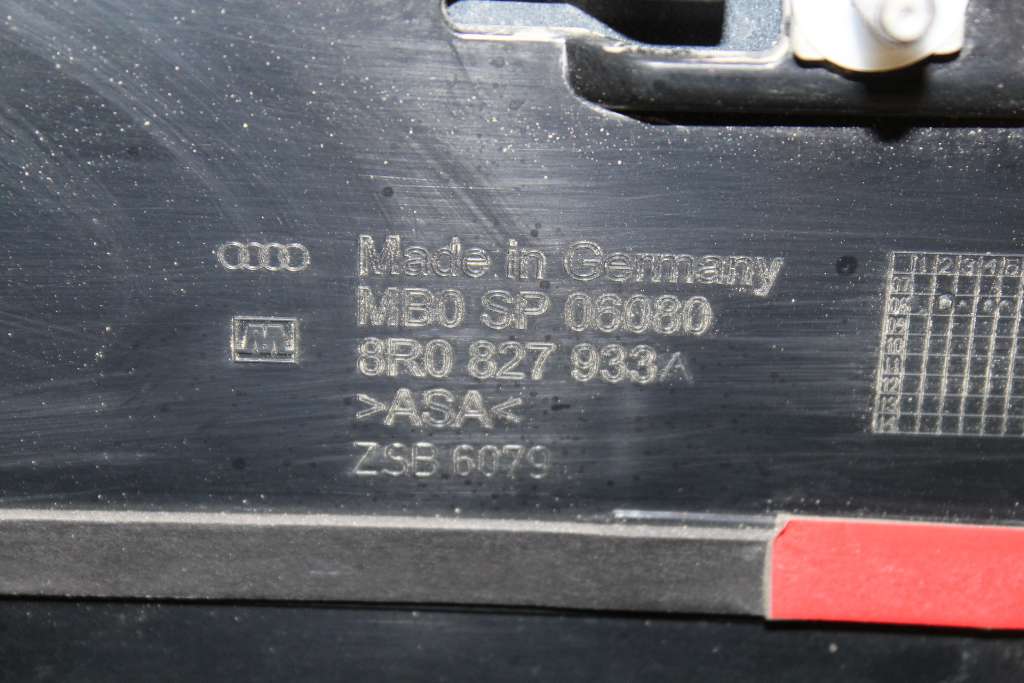 Made in Germany
MB0 SP 06080
8R0 827 933A
>ASA<
ZSB 6079